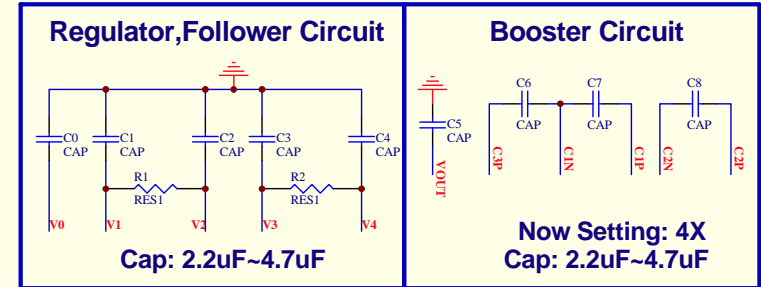 Regulator,Follower Circuit
C0
CAP
C1
CAP
C2
CAP
C3
CAP
C4
CAP
R1
RES1
R2
RES1
V0
V1
V2
V3
V4
Cap: 2.2uF~4.7uF
Booster Circuit
C5
CAP
C6
CAP
C7
CAP
C8
CAP
VOUT
C3P
C1N
C1P
C2N
C2P
Now Setting: 4X
Cap: 2.2uF~4.7uF